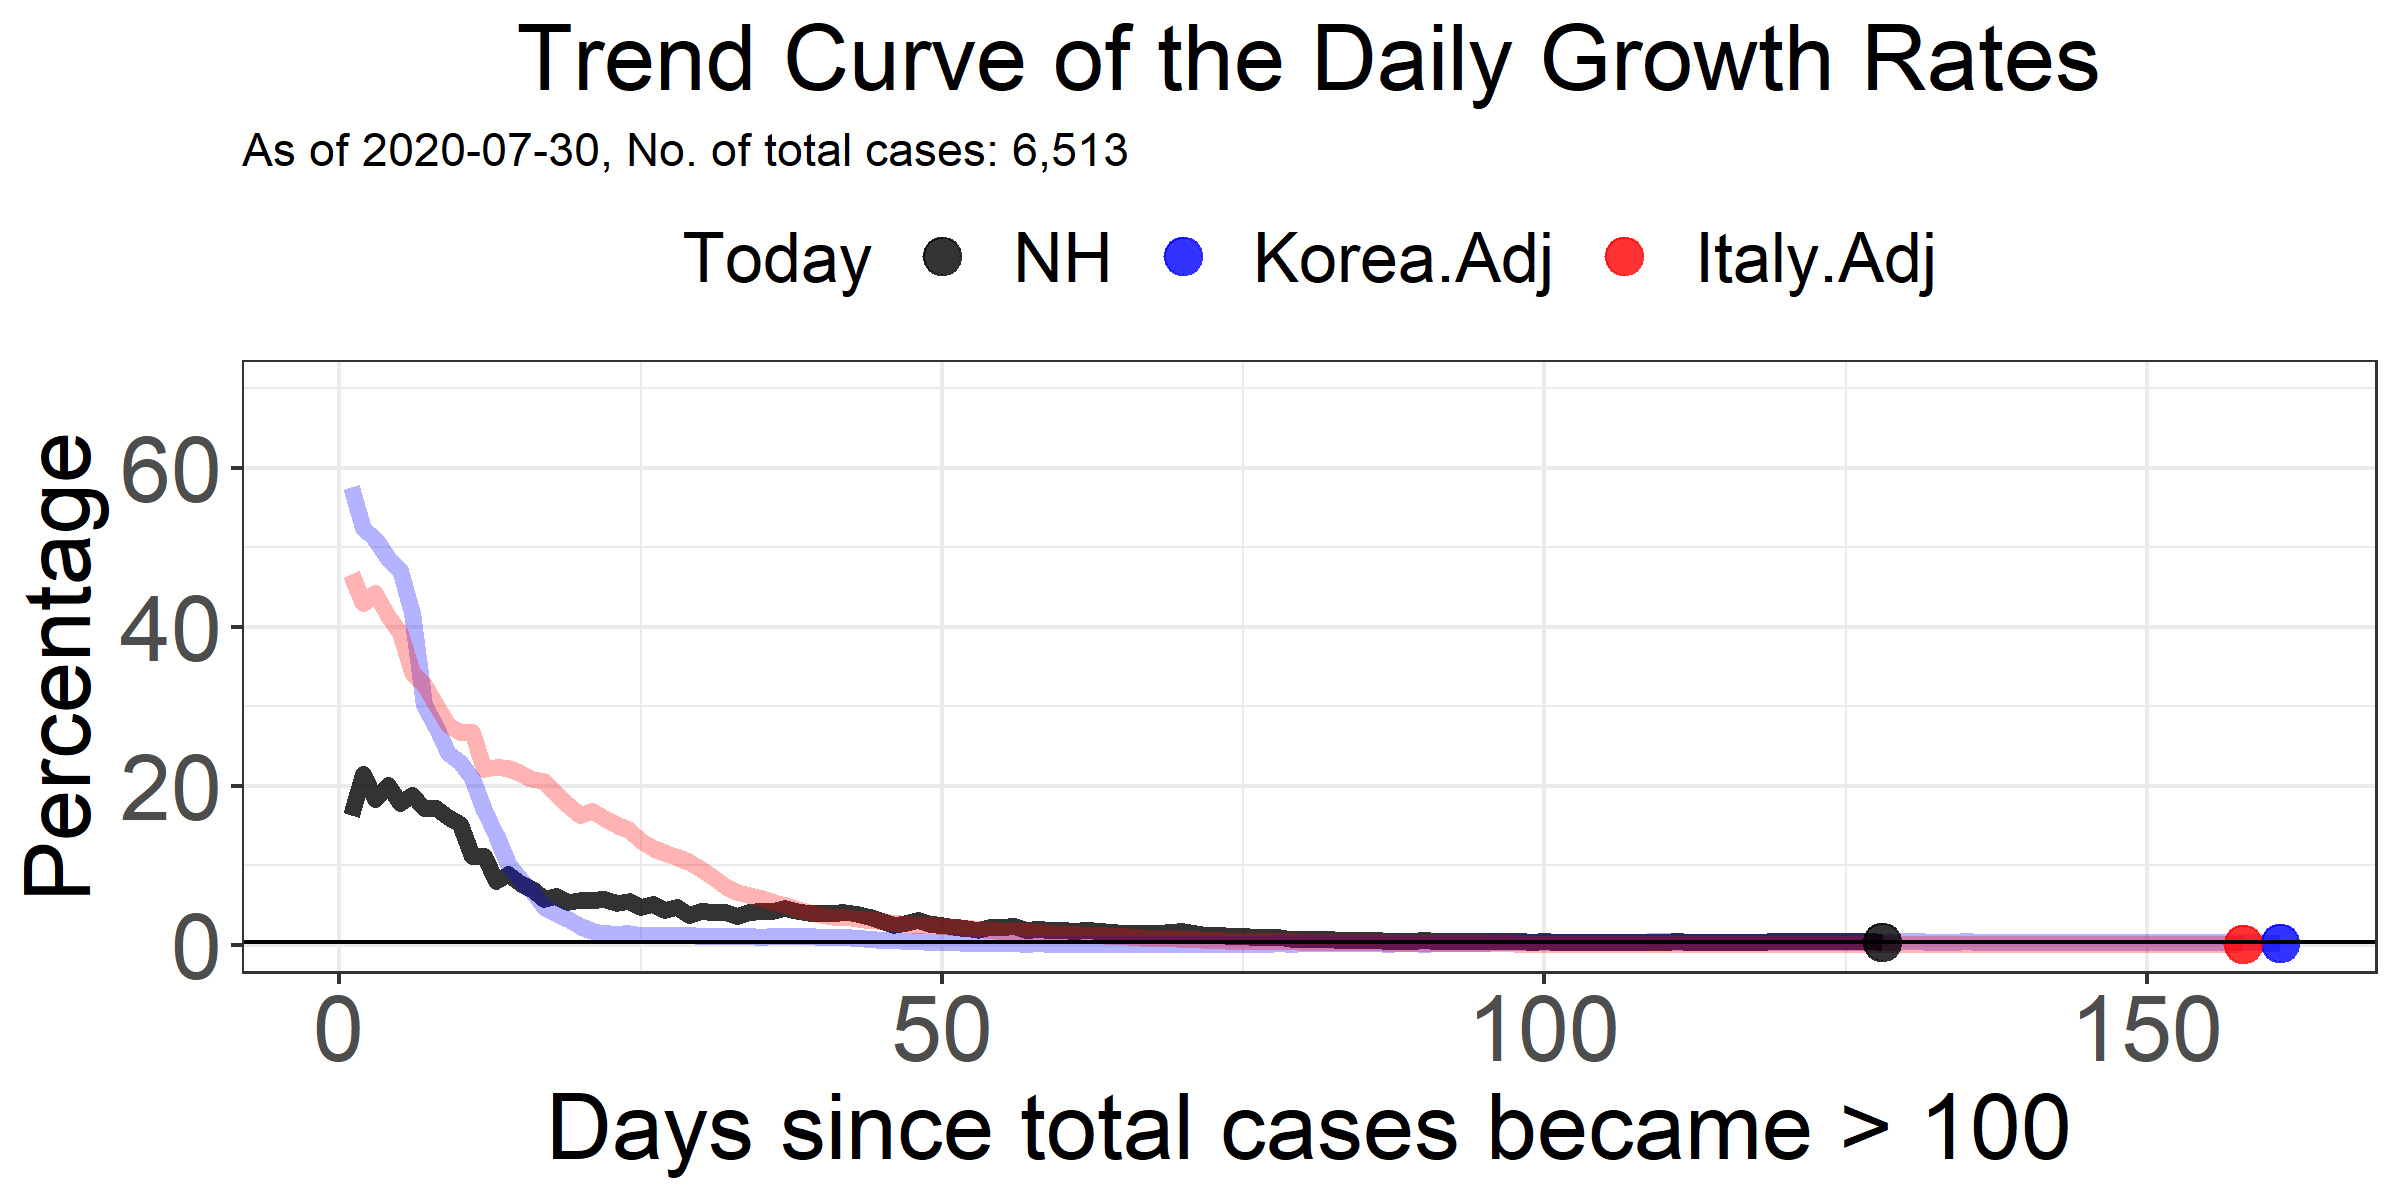 Trend Curve of the Daily Growth Rates
As of 2020-07-30, No. of total cases: 6,513
Today NH Korea.Adj Italy.Adj
Percentage
60
40
20
0
0 50 100 150
Days since total cases became > 100